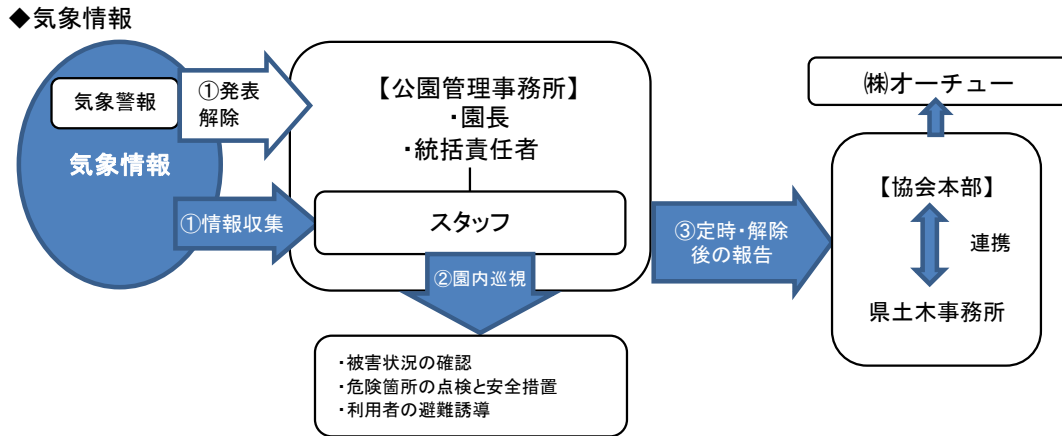 ◆気象情報
気象警報
気象情報
①発表
解除
①情報収集
【公園管理事務所】
・園長
・統括責任者
スタッフ
②園内巡視
・被害状況の確認
・危険箇所の点検と安全措置
・利用者の避難誘導
③定時・解除
後の報告
㈱オーチュー
【協会本部】
連携
県土木事務所